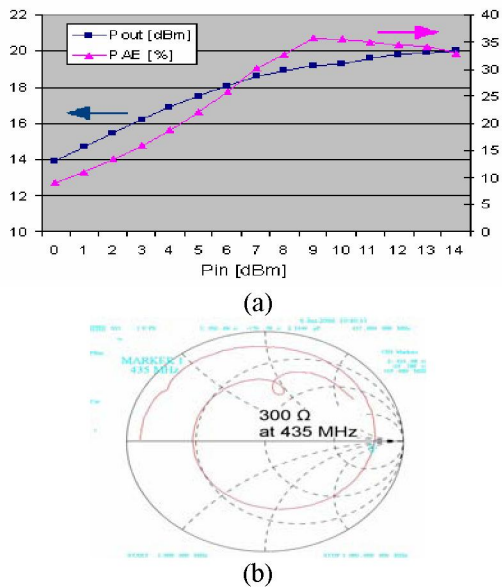 22
20
18
16
14
12
10
P out [dBm]
P AE [%]
40
35
30
25
20
15
10
5
0
0 1 2 3 4 5 6 7 8 9 10 11 12 13 14
Pin [dBm]
(a)
MARKER 1
435 MHz
300 Ω
at 435 MHz
(b)